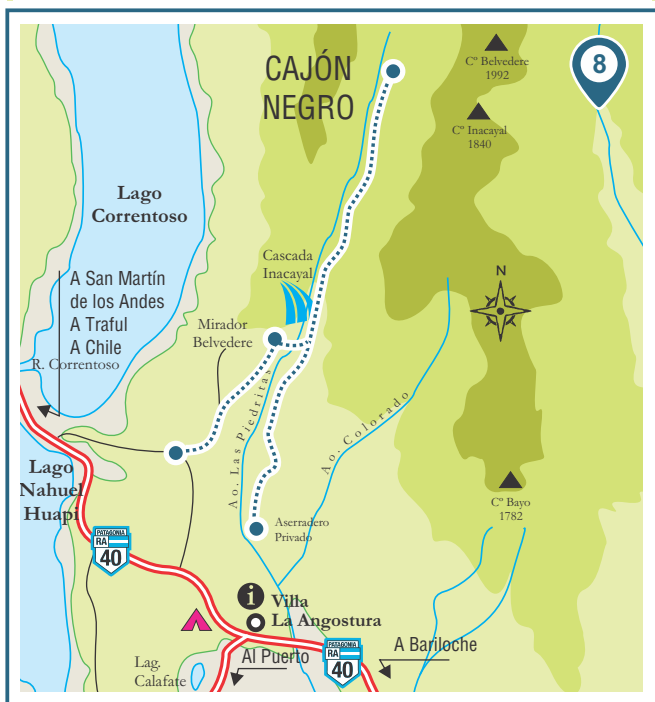 CAJÓN
NEGRO
Cº Belvedere
1992
8
Cº Inacayal
1840
Lago
Correntoso
Cascada
Inacayal
A San Martín
de los Andes
A Traful
A Chile
N
Mirador
Belvedere
R. Correntoso
Ao. Las Piedritas
Ao. Colorado
Lago
Nahuel
Huapi
Cº Bayo
1782
Aserradero
Privado
PATAGONIA
RA
40
i
Villa
La Angostura
A Bariloche
Al Puerto
PATAGONIA
RA
40
Lag.
Calafate